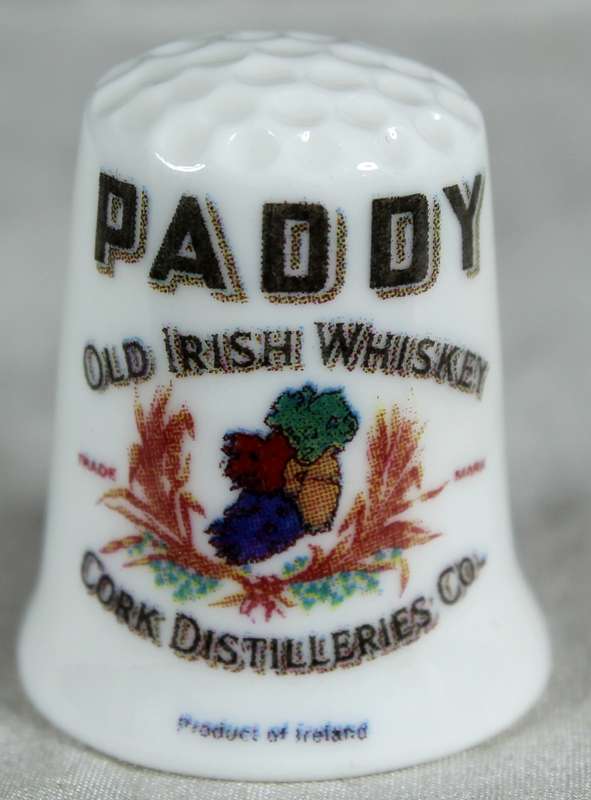 PADDY
OLD IRISH WHISKEY
TRADE MARK
CORK DISTILLERIES CO.
Product of Ireland